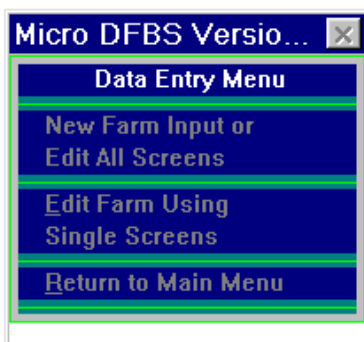 Micro DFBS Versio...
Data Entry Menu
New Farm Input or
Edit All Screens
Edit Farm Using
Single Screens
Return to Main Menu